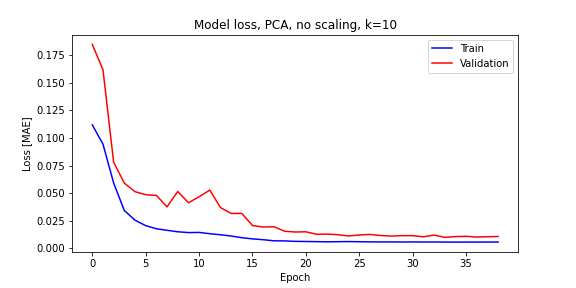 Model loss, PCA, no scaling, k=10
Train
Validation
0.175
0.150
0.125
0.100
0.075
0.050
0.025
0.000
Loss [MAE]
0 5 10 15 20 25 30 35
Epoch